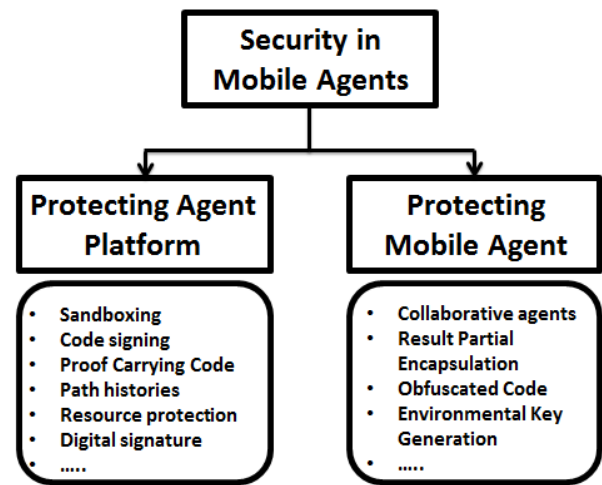 Security in
Mobile Agents
Protecting Agent
Platform
• Sandboxing
• Code signing
• Proof Carrying Code
• Path histories
• Resource protection
• Digital signature
• …..
Protecting
Mobile Agent
• Collaborative agents
• Result Partial
Encapsulation
• Obfuscated Code
• Environmental Key
Generation
• …..